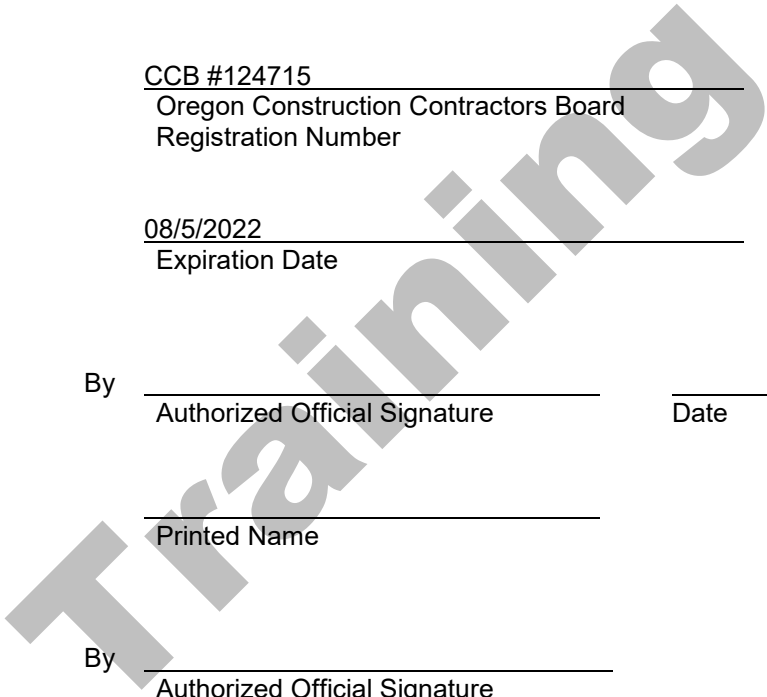 CCB #124715
Oregon Construction Contractors Board
Registration Number
08/5/2022
Expiration Date
By
Authorized Official Signature Date
Printed Name
By
Authorized Official Signature
Training